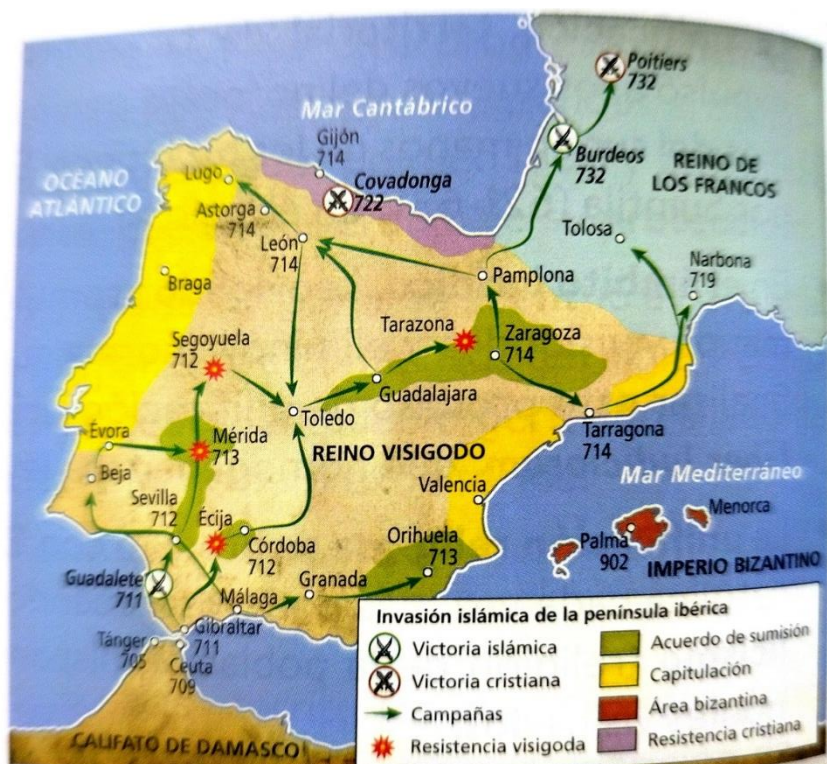 Poitiers
732
Mar Cantábrico
Gijón
714
Burdeos
732
REINO DE
LOS FRANCOS
OCÉANO
ATLÁNTICO
Lugo
Covadonga
722
Astorga
714
León
714
Tolosa
Narbona
719
Braga
Pamplona
Segoyuela
712
Tarazona
Zaragoza
714
Guadalajara
Toledo
Tarragona
714
Évora
Mérida
713
REINO VISIGODO
Beja
Mar Mediterráneo
Valencia
Menorca
Sevilla
712
Écija
Córdoba
712
Orihuela
713
Palma
902
IMPERIO BIZANTINO
Guadalete
711
Málaga
Granada
Gibraltar
711
Tánger
705
Ceuta
709
CALIFATO DE DAMASCO
Invasión islámica de la península ibérica
Victoria islámica
Victoria cristiana
Campañas
Resistencia visigoda
Acuerdo de sumisión
Capitulación
Área bizantina
Resistencia cristiana